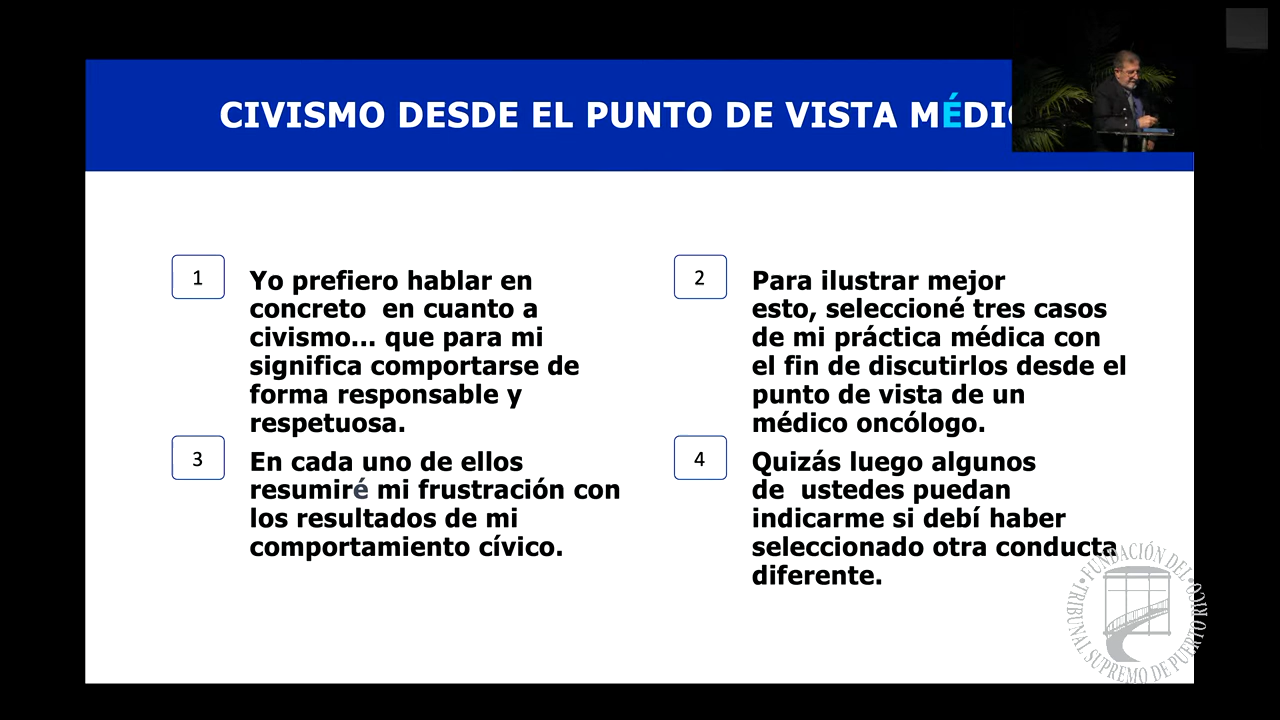 CIVISMO DESDE EL PUNTO DE VISTA
1
Yo prefiero hablar en
concreto  en cuanto a
civismo... que para mi
significa comportarse de
forma responsable y
respetuosa.
2
Para ilustrar mejor
esto, seleccioné tres casos
de mi práctica médica con
el fin de discutirlos desde el
punto de vista de un
médico oncólogo.
3
En cada uno de ellos
resumiré mi frustración con
los resultados de mi
comportamiento cívico.
4
Quizás luego algunos
de  ustedes puedan
indicarme si debí haber
seleccionado otra conducta
diferente.
• FUNDACIÓN DEL •
TRIBUNAL SUPREMO DE PUERTO RICO